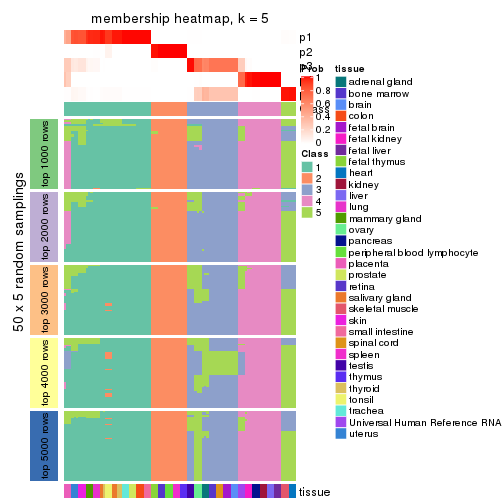 membership heatmap, k = 5
p1
p2
p3
Prob
1
0.8
0.6
0.4
0.2
0
Class
1
2
3
4
5
50 x 5 random samplings
top 1000 rows
top 2000 rows
top 3000 rows
top 4000 rows
top 5000 rows
tissue
tissue
adrenal gland
bone marrow
brain
colon
fetal brain
fetal kidney
fetal liver
fetal thymus
heart
kidney
liver
lung
mammary gland
ovary
pancreas
peripheral blood lymphocyte
placenta
prostate
retina
salivary gland
skeletal muscle
skin
small intestine
spinal cord
spleen
testis
thymus
thyroid
tonsil
trachea
Universal Human Reference RNA
uterus